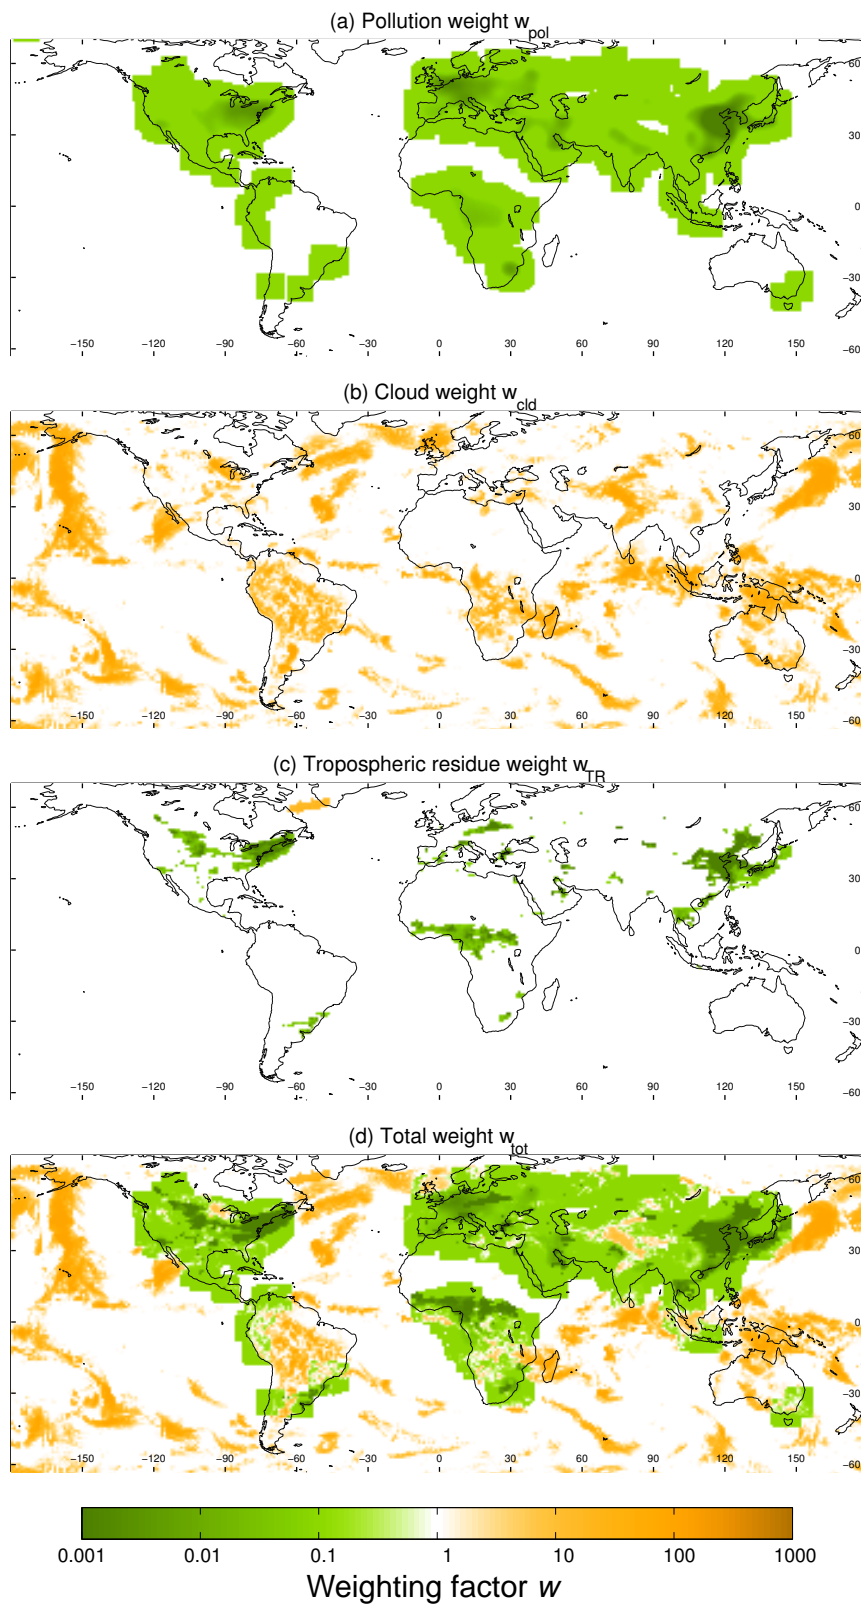 (a) Pollution weight w_pol
60
30
0
−30
−150 −120 −90 −60 0 30 60 90 120 150 −60
(b) Cloud weight w_cld
60
30
0
−30
−150 −120 −90 −60 0 30 60 90 120 150 −60
(c) Tropospheric residue weight w_TR
60
30
0
−30
−150 −120 −90 −60 0 30 60 90 120 150 −60
(d) Total weight w_tot
60
30
0
−30
−150 −120 −90 −60 0 30 60 90 120 150 −60
0.001 0.01 0.1 1 10 100 1000
Weighting factor w